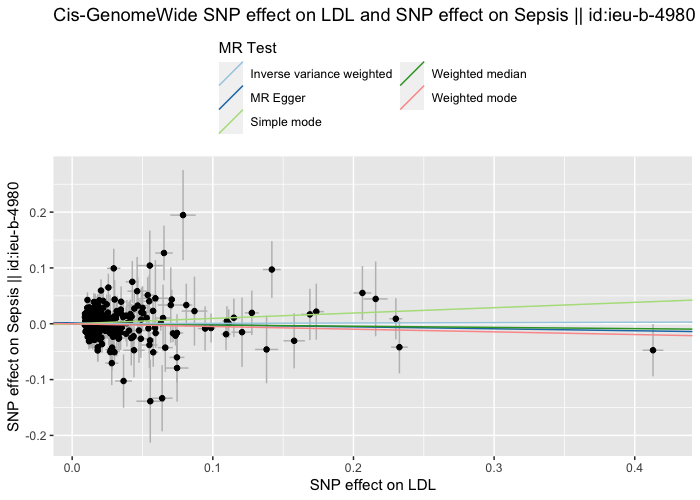 Cis-GenomeWide SNP effect on LDL and SNP effect on Sepsis || id:ieu-b-4980
MR Test
Inverse variance weighted
MR Egger
Simple mode
Weighted median
Weighted mode
SNP effect on Sepsis || id:ieu-b-4980
0.2
0.1
0.0
-0.1
-0.2
0.0 0.1 0.2 0.3 0.4
SNP effect on LDL